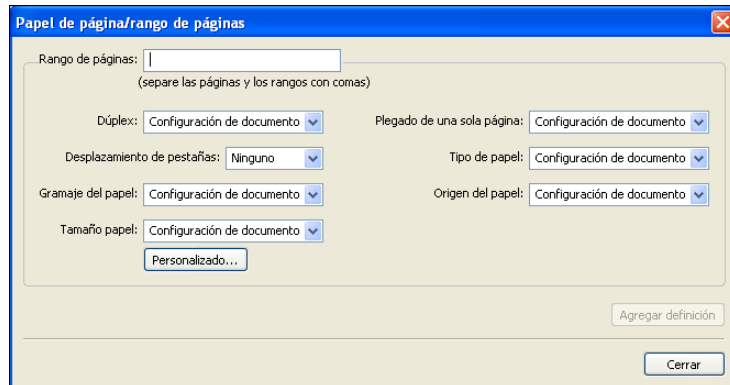 Papel de página/rango de páginas
Rango de páginas:
(separe las páginas y los rangos con comas)
Dúplex: Configuración de documento Plegado de una sola página: Configuración de documento
Desplazamiento de pestañas: Ninguno Tipo de papel: Configuración de documento
Gramaje del papel: Configuración de documento Origen del papel: Configuración de documento
Tamaño papel: Configuración de documento
Personalizado...
Agregar definición
Cerrar